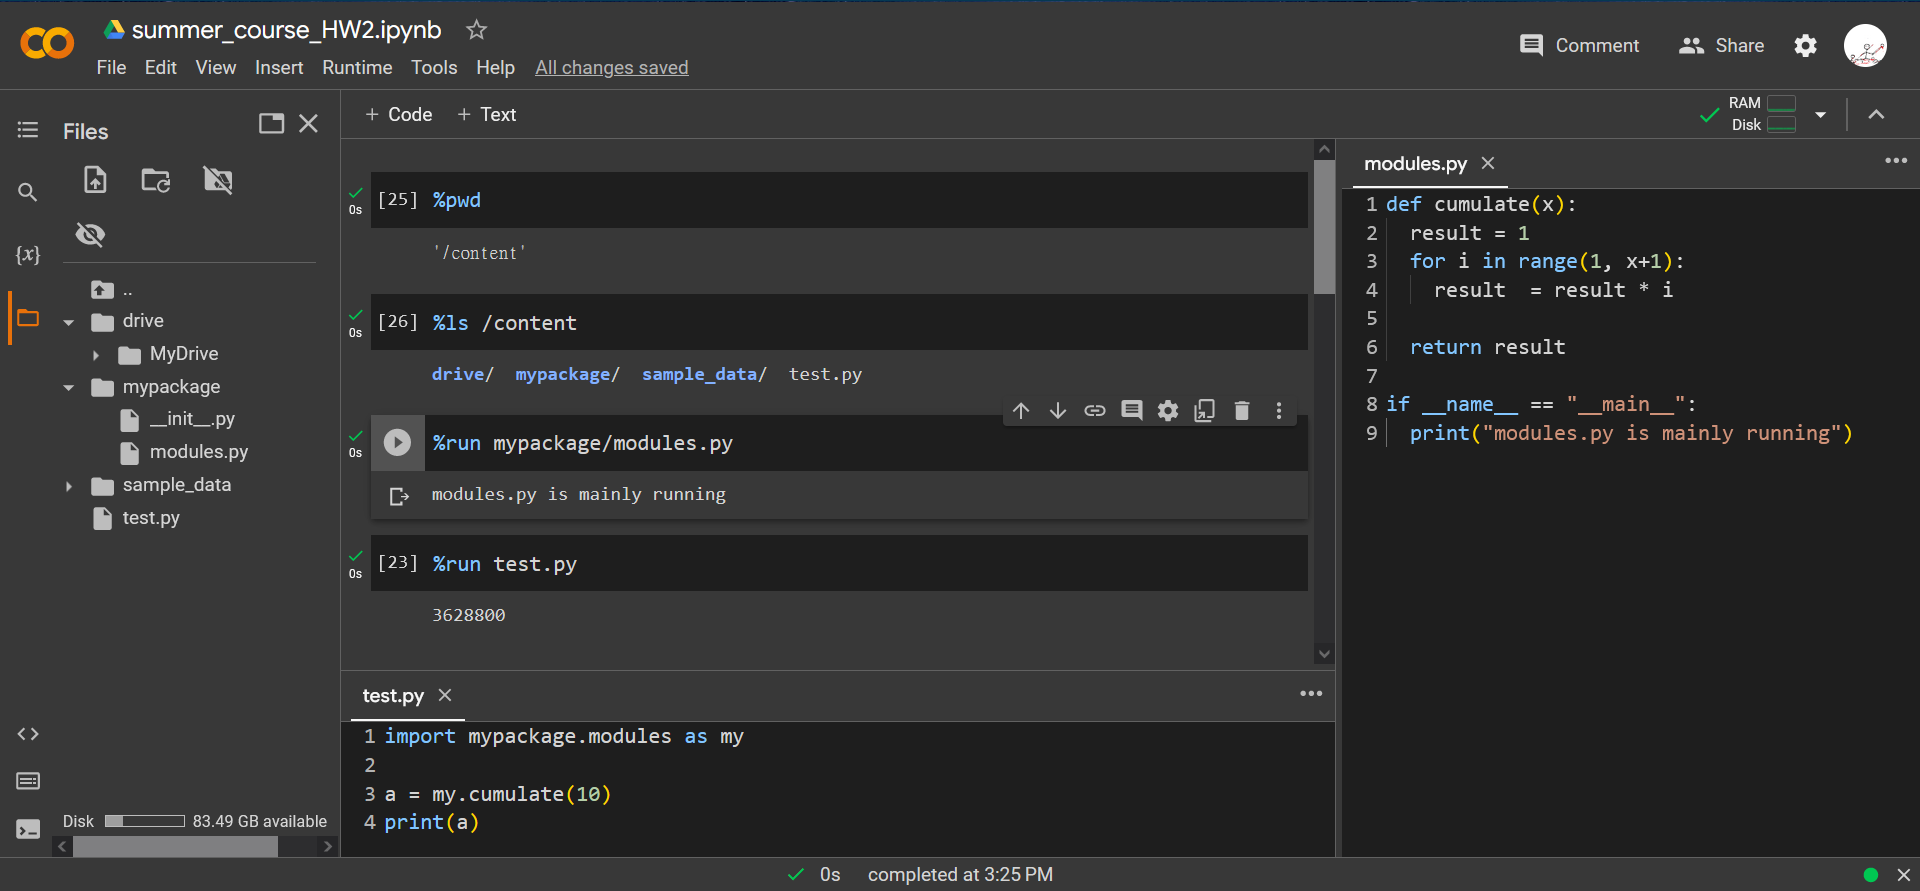 summer_course_HW2.ipynb
File Edit View Insert Runtime Tools Help All changes saved
Comment Share
Files
+ Code + Text
RAM
Disk
{x}
..
drive
MyDrive
mypackage
__init__.py
modules.py
sample_data
test.py
Disk 83.49 GB available
0s [25] %pwd
'/content'
0s [26] %ls /content
drive/ mypackage/ sample_data/ test.py
0s %run mypackage/modules.py
modules.py is mainly running
0s [23] %run test.py
3628800
test.py
1 import mypackage.modules as my
2
3 a = my.cumulate(10)
4 print(a)
modules.py
1 def cumulate(x):
2 result = 1
3 for i in range(1, x+1):
4 result  = result * i
5
6 return result
7
8 if __name__ == "__main__":
9 print("modules.py is mainly running")
0s completed at 3:25 PM